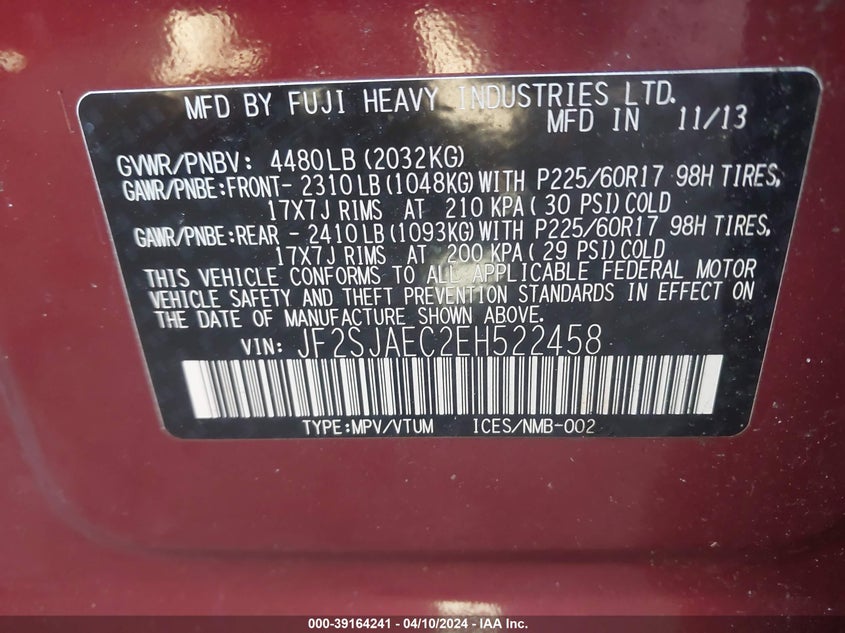 MFD BY FUJI HEAVY INDUSTRIES LTD.
MFD IN 11/13
GVWR/PNBV: 4480LB(2032KG)
GAWR/PNBE:FRONT- 2310LB(1048KG)WITH P225/60R17 98H TIRES,
17X7J RIMS AT 210 KPA( 30 PSI)COLD
GAWR/PNBE:REAR - 2410LB(1093KG)WITH P225/60R17 98H TIRES,
17X7J RIMS AT 200 KPA( 29 PSI)COLD
THIS VEHICLE CONFORMS TO ALL APPLICABLE FEDERAL MOTOR
VEHICLE SAFETY AND THEFT PREVENTION STANDARDS IN EFFECT ON
THE DATE OF MANUFACTURE SHOWN ABOVE.
VIN: JF2SJAEC2EH522458
TYPE:MPV/VTUM ICES/NMB-002
000-39164241 - 04/10/2024 - IAA Inc.